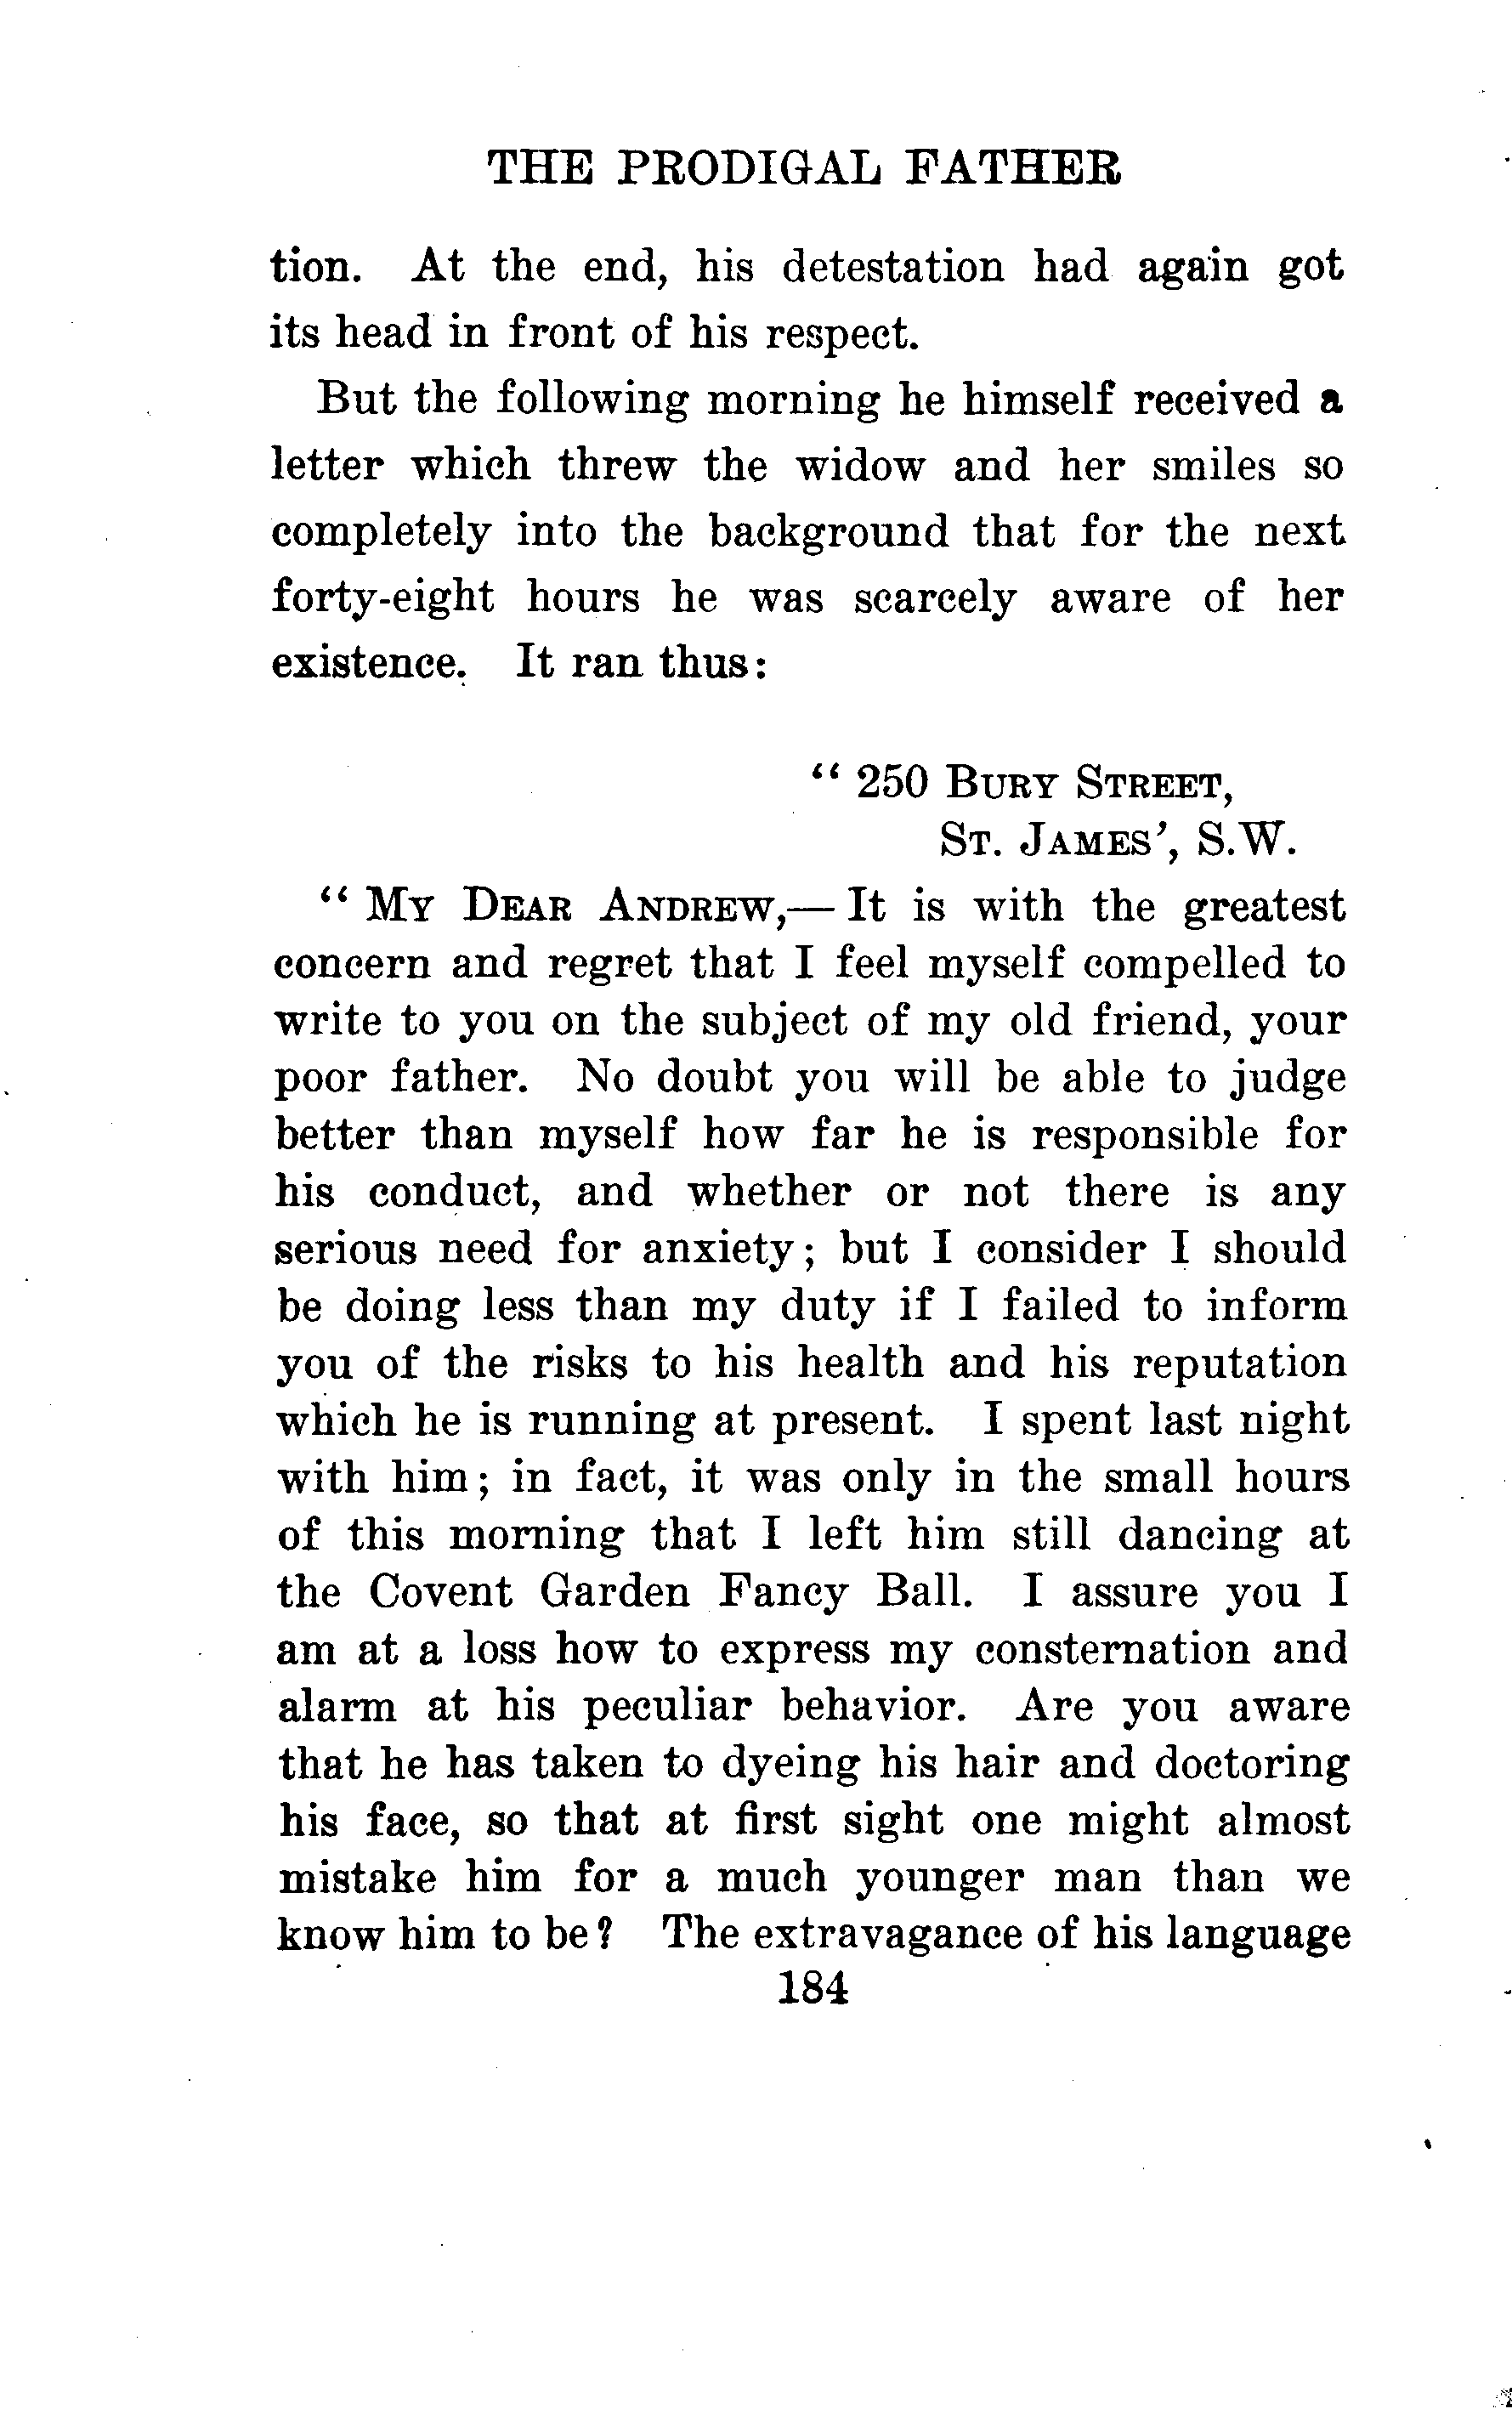 THE PRODIGAL FATHER
tion. At the end, his detestation had again got
its head in front of his respect.
But the following morning he himself received a
letter which threw the widow and her smiles so
completely into the background that for the next
forty-eight hours he was scarcely aware of her
existence. It ran thus:
“ 250 BURY STREET,
ST. JAMES’, S.W.
“ MY DEAR ANDREW,— It is with the greatest
concern and regret that I feel myself compelled to
write to you on the subject of my old friend, your
poor father. No doubt you will be able to judge
better than myself how far he is responsible for
his conduct, and whether or not there is any
serious need for anxiety; but I consider I should
be doing less than my duty if I failed to inform
you of the risks to his health and his reputation
which he is running at present. I spent last night
with him; in fact, it was only in the small hours
of this morning that I left him still dancing at
the Covent Garden Fancy Ball. I assure you I
am at a loss how to express my consternation and
alarm at his peculiar behavior. Are you aware
that he has taken to dyeing his hair and doctoring
his face, so that at first sight one might almost
mistake him for a much younger man than we
know him to be? The extravagance of his language
184